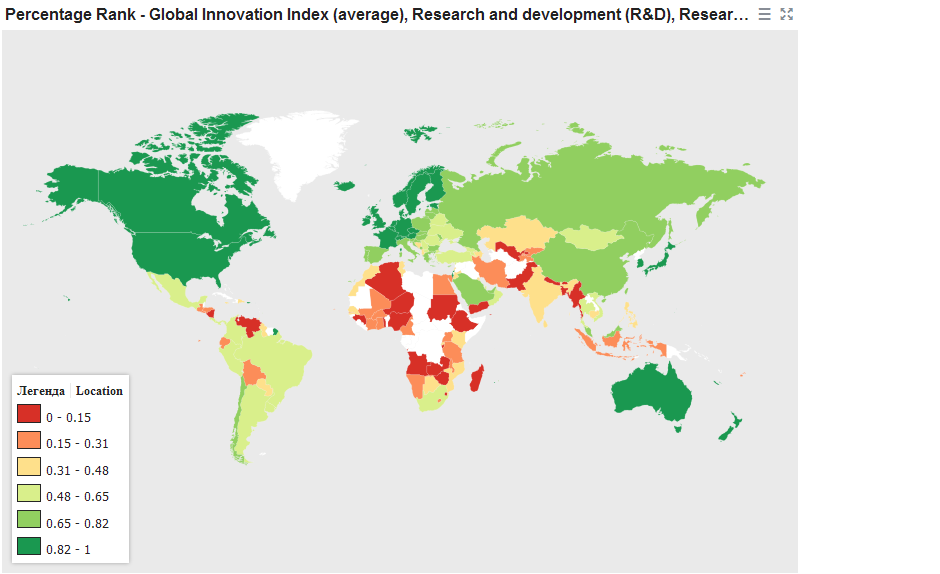 Percentage Rank - Global Innovation Index (average), Research and development (R&D), Resear...
Легенда Location
0 - 0.15
0.15 - 0.31
0.31 - 0.48
0.48 - 0.65
0.65 - 0.82
0.82 - 1